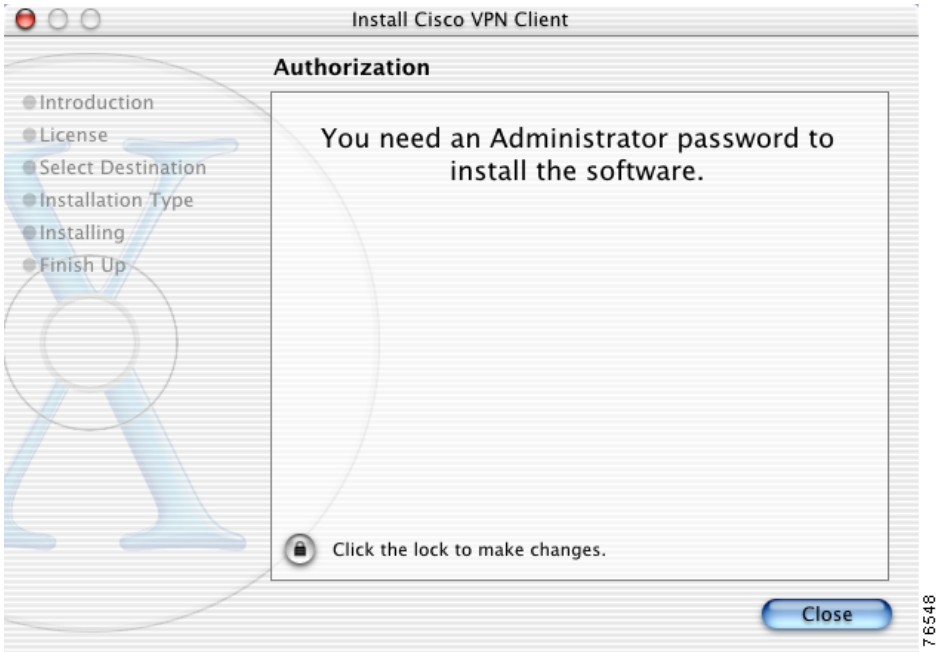 Install Cisco VPN Client
Authorization
Introduction
License
Select Destination
Installation Type
Installing
Finish Up
You need an Administrator password to
install the software.
Click the lock to make changes.
Close
76548